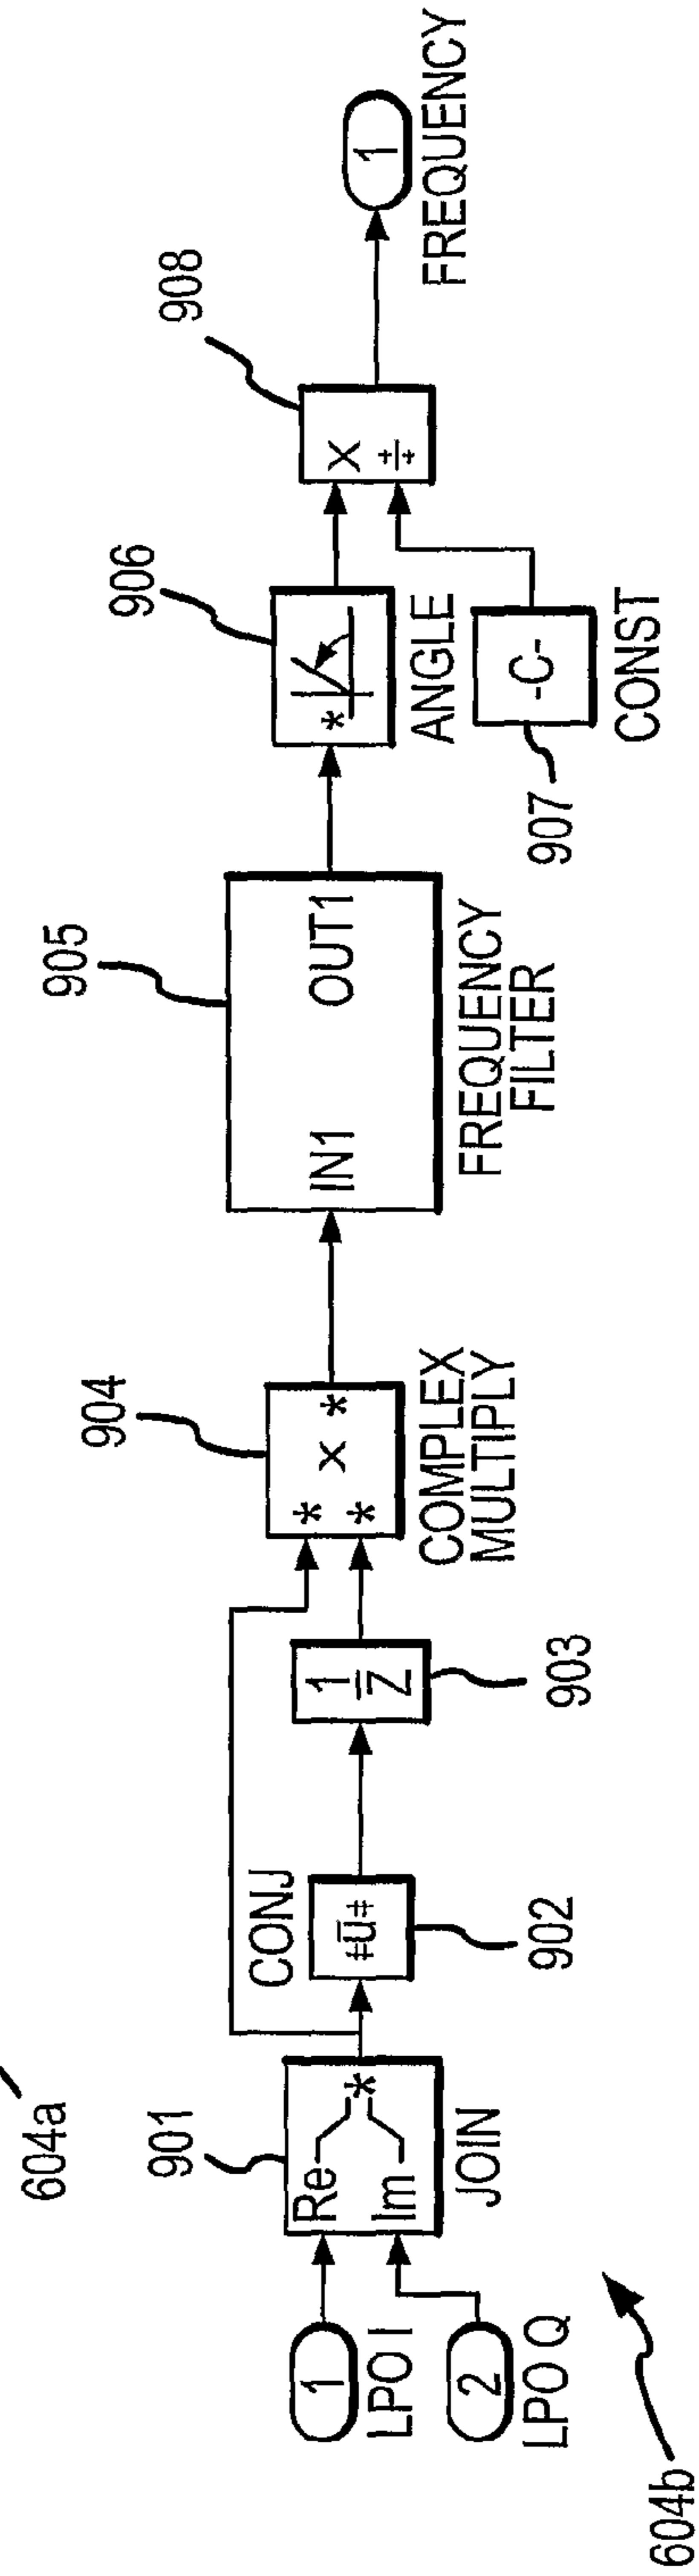 604a
1
LPO I
2
LPO Q
604b
901
Re
Im
*
JOIN
CONJ
ū
902
1
Z
903
904
*
*
x
*
COMPLEX
MULTIPLY
905
IN1
OUT1
FREQUENCY
FILTER
906
*
ANGLE
907
-C-
CONST
908
X
÷
1
FREQUENCY